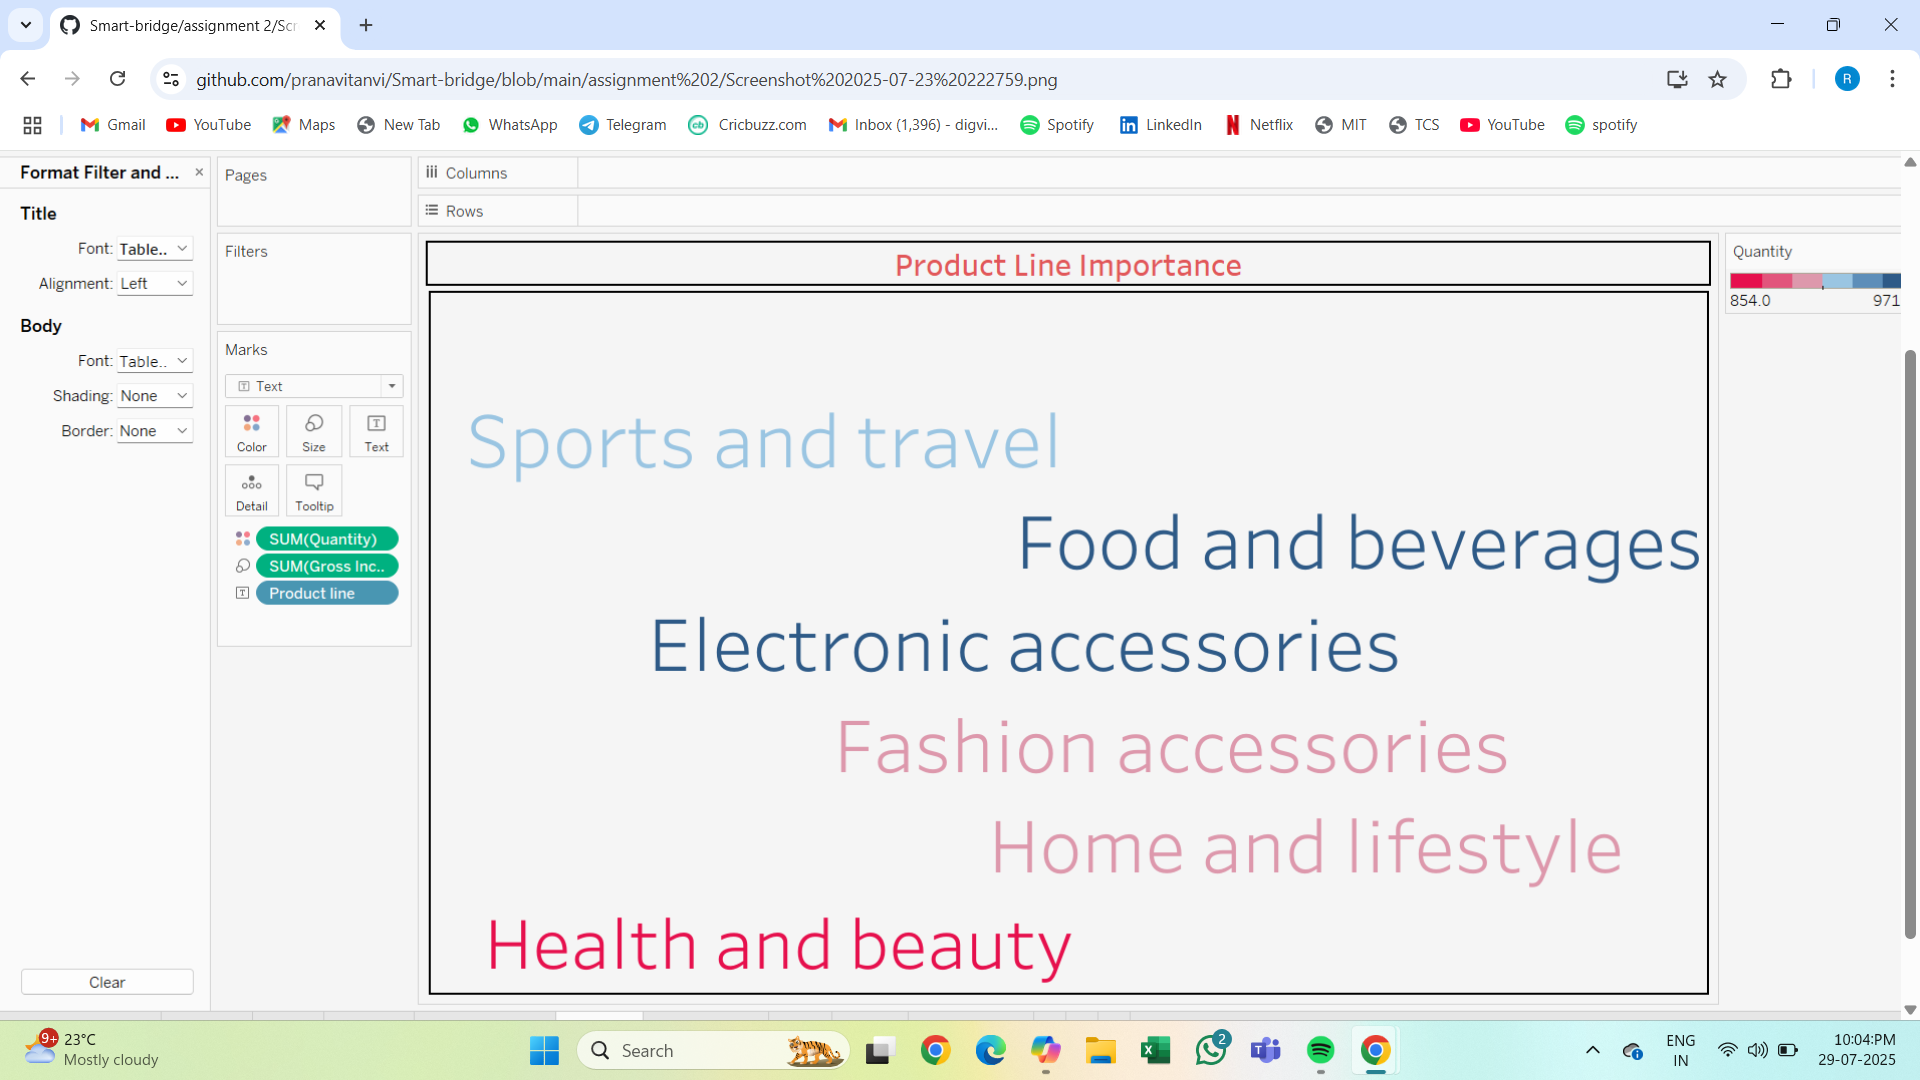 Smart-bridge/assignment 2/Scr
github.com/pranavitanvi/Smart-bridge/blob/main/assignment%202/Screenshot%202025-07-23%20222759.png
R
Gmail YouTube Maps New Tab WhatsApp Telegram Cricbuzz.com Inbox (1,396) - digvi... Spotify LinkedIn Netflix MIT TCS YouTube spotify
Format Filter and ...
Title
Font: Table..
Alignment: Left
Body
Font: Table..
Shading: None
Border: None
Clear
Pages
Filters
Marks
Text
Color Size Text
Detail Tooltip
SUM(Quantity)
SUM(Gross Inc..
Product line
Columns
Rows
Product Line Importance
Sports and travel
Food and beverages
Electronic accessories
Fashion accessories
Home and lifestyle
Health and beauty
Quantity
854.0 971
9+
23°C
Mostly cloudy
Search
2
ENG
IN
10:04:PM
29-07-2025